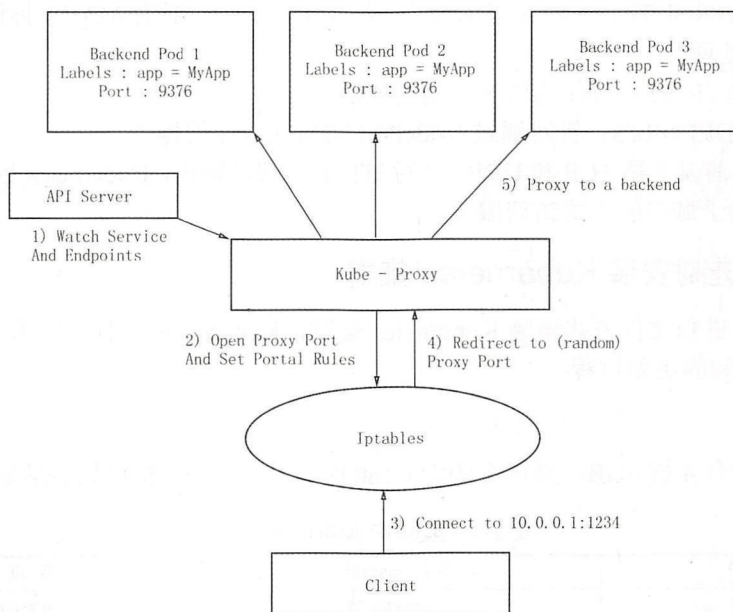 Backend Pod 1
Labels : app = MyApp
Port : 9376
Backend Pod 2
Labels : app = MyApp
Port : 9376
Backend Pod 3
Labels : app = MyApp
Port : 9376
API Server
5) Proxy to a backend
1) Watch Service
And Endpoints
Kube - Proxy
2) Open Proxy Port
And Set Portal Rules
4) Redirect to (random)
Proxy Port
Iptables
3) Connect to 10.0.0.1:1234
Client